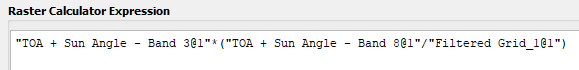 Raster Calculator Expression
"TOA + Sun Angle - Band 3@1"*("TOA + Sun Angle - Band 8@1"/"Filtered Grid_1@1")